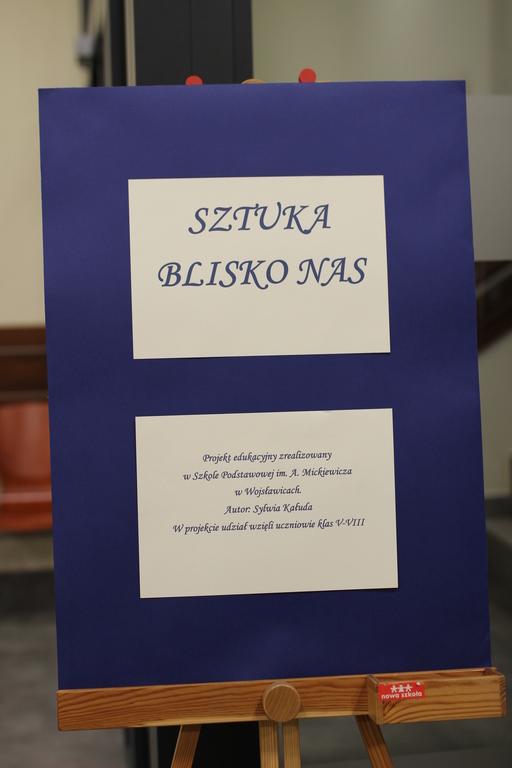 SZTUKA
BLISKO NAS
Projekt edukacyjny zrealizowany
w Szkole Podstawowej im. A. Mickiewicza
w Wojsławicach.
Autor: Sylwia Kałuda
W projekcie udział wzięli uczniowie klas V-VIII
nowa szkoła